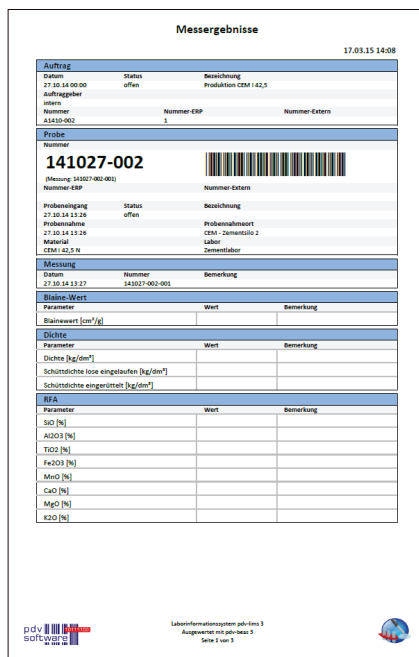 Messergebnisse
17.03.15 14:08
Auftrag
Datum Status Bezeichnung
27.10.14 00:00 offen Produktion CEM I 42,5
Auftraggeber
intern
Nummer Nummer-ERP Nummer-Extern
A1410-002 1
Probe
Nummer
141027-002
(Messung: 141027-002-001)
Nummer-ERP Nummer-Extern
Probeneingang Status Bezeichnung
27.10.14 13:26 offen
Probennahme Probennahmeort
27.10.14 13:26 CEM - Zementsilo 2
Material Labor
CEM I 42,5 N Zementlabor
Messung
Datum Nummer Bemerkung
27.10.14 13:27 141027-002-001
Blaine-Wert
Parameter Wert Bemerkung
Blainewert [cm²/g]
Dichte
Parameter Wert Bemerkung
Dichte [kg/dm³]
Schüttdichte lose eingelaufen [kg/dm³]
Schüttdichte eingerüttelt [kg/dm³]
RFA
Parameter Wert Bemerkung
SiO [%]
Al2O3 [%]
TiO2 [%]
Fe2O3 [%]
MnO [%]
CaO [%]
MgO [%]
K2O [%]
pdv
software
Laborinformationssystem pdv-lims 3
Ausgewertet mit pdv-beas 3
Seite 1 von 3